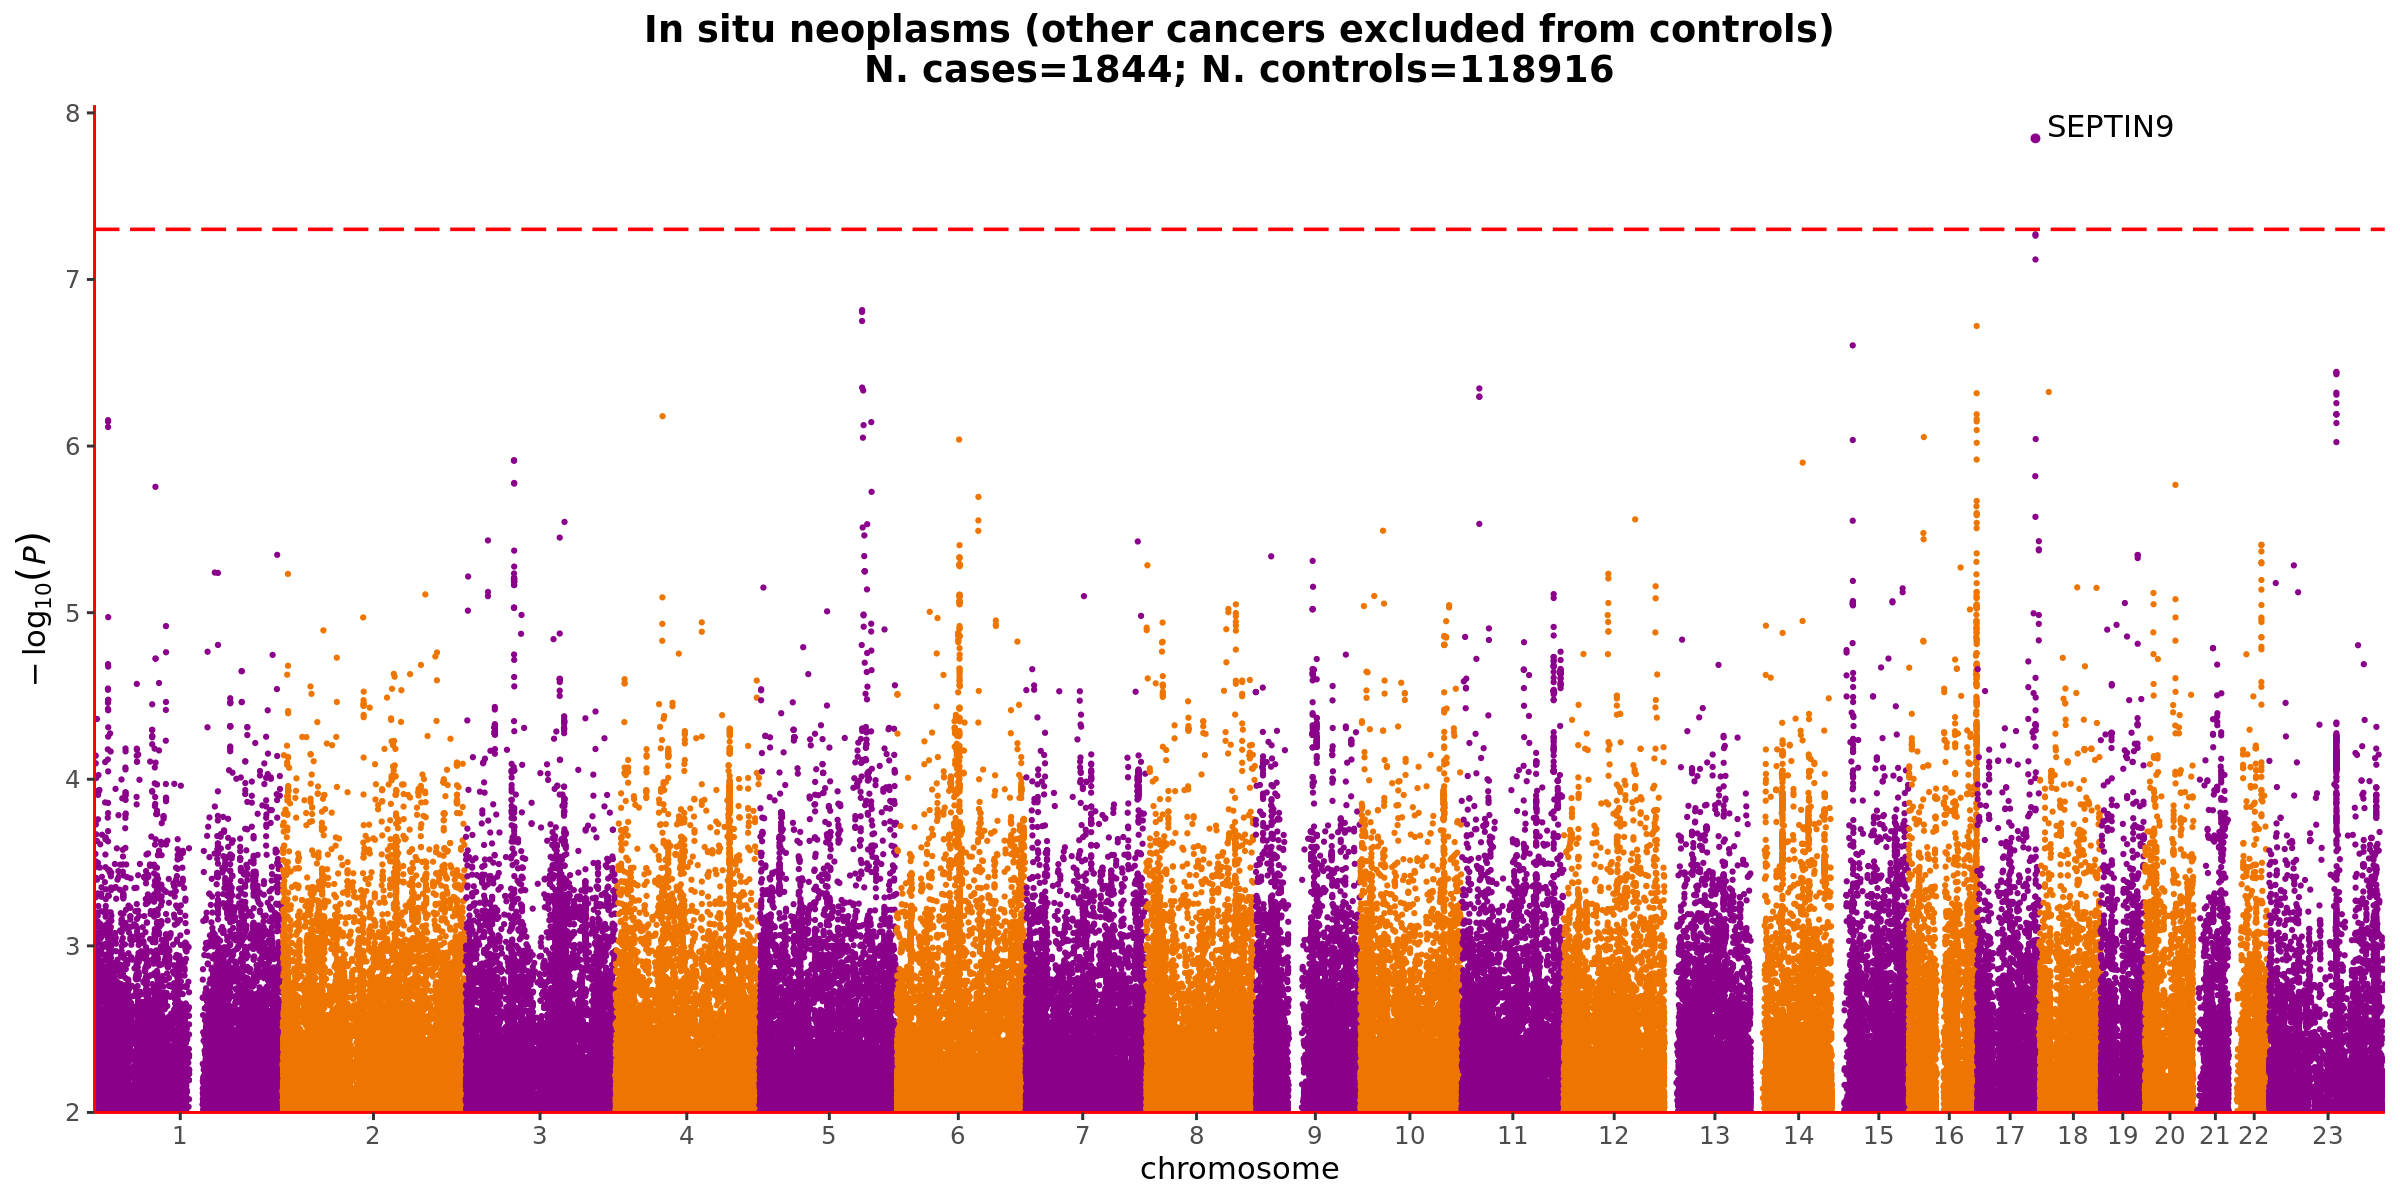 In situ neoplasms (other cancers excluded from controls)
N. cases=1844; N. controls=118916
8
SEPTIN9
7
6
5
4
3
2
− log10(P)
1 2 3 4 5 6 7 8 9 10 11 12 13 14 15 16 17 18 19 20 21 22 23
chromosome